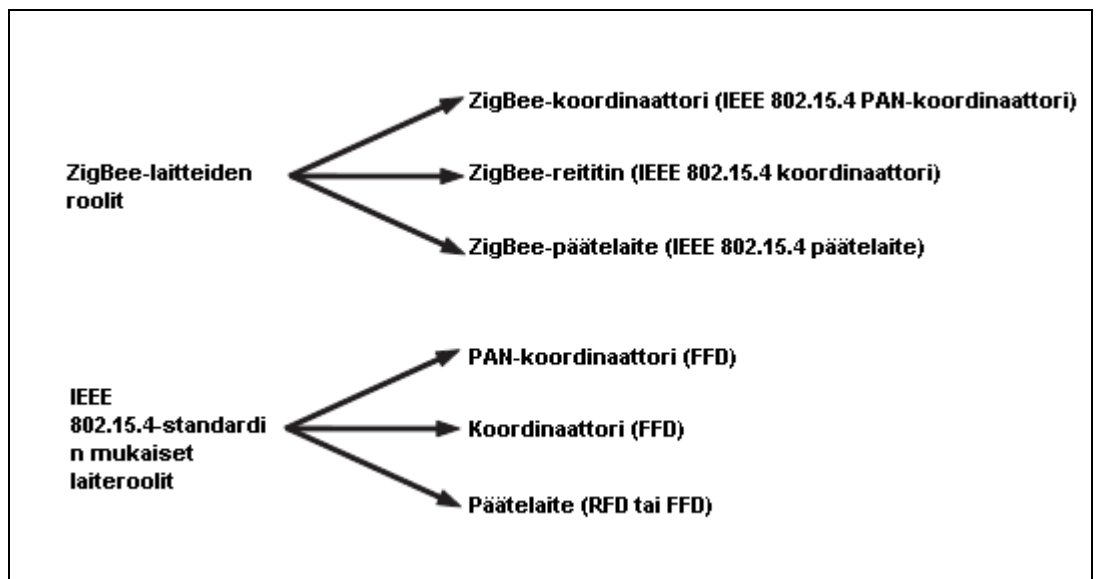 ZigBee-koordinaattori (IEEE 802.15.4 PAN-koordinaattori)
ZigBee-laitteiden
roolit
ZigBee-reititin (IEEE 802.15.4 koordinaattori)
ZigBee-päätelaite (IEEE 802.15.4 päätelaite)
PAN-koordinaattori (FFD)
IEEE
802.15.4-standardi
n mukaiset
laiteroolit
Koordinaattori (FFD)
Päätelaite (RFD tai FFD)